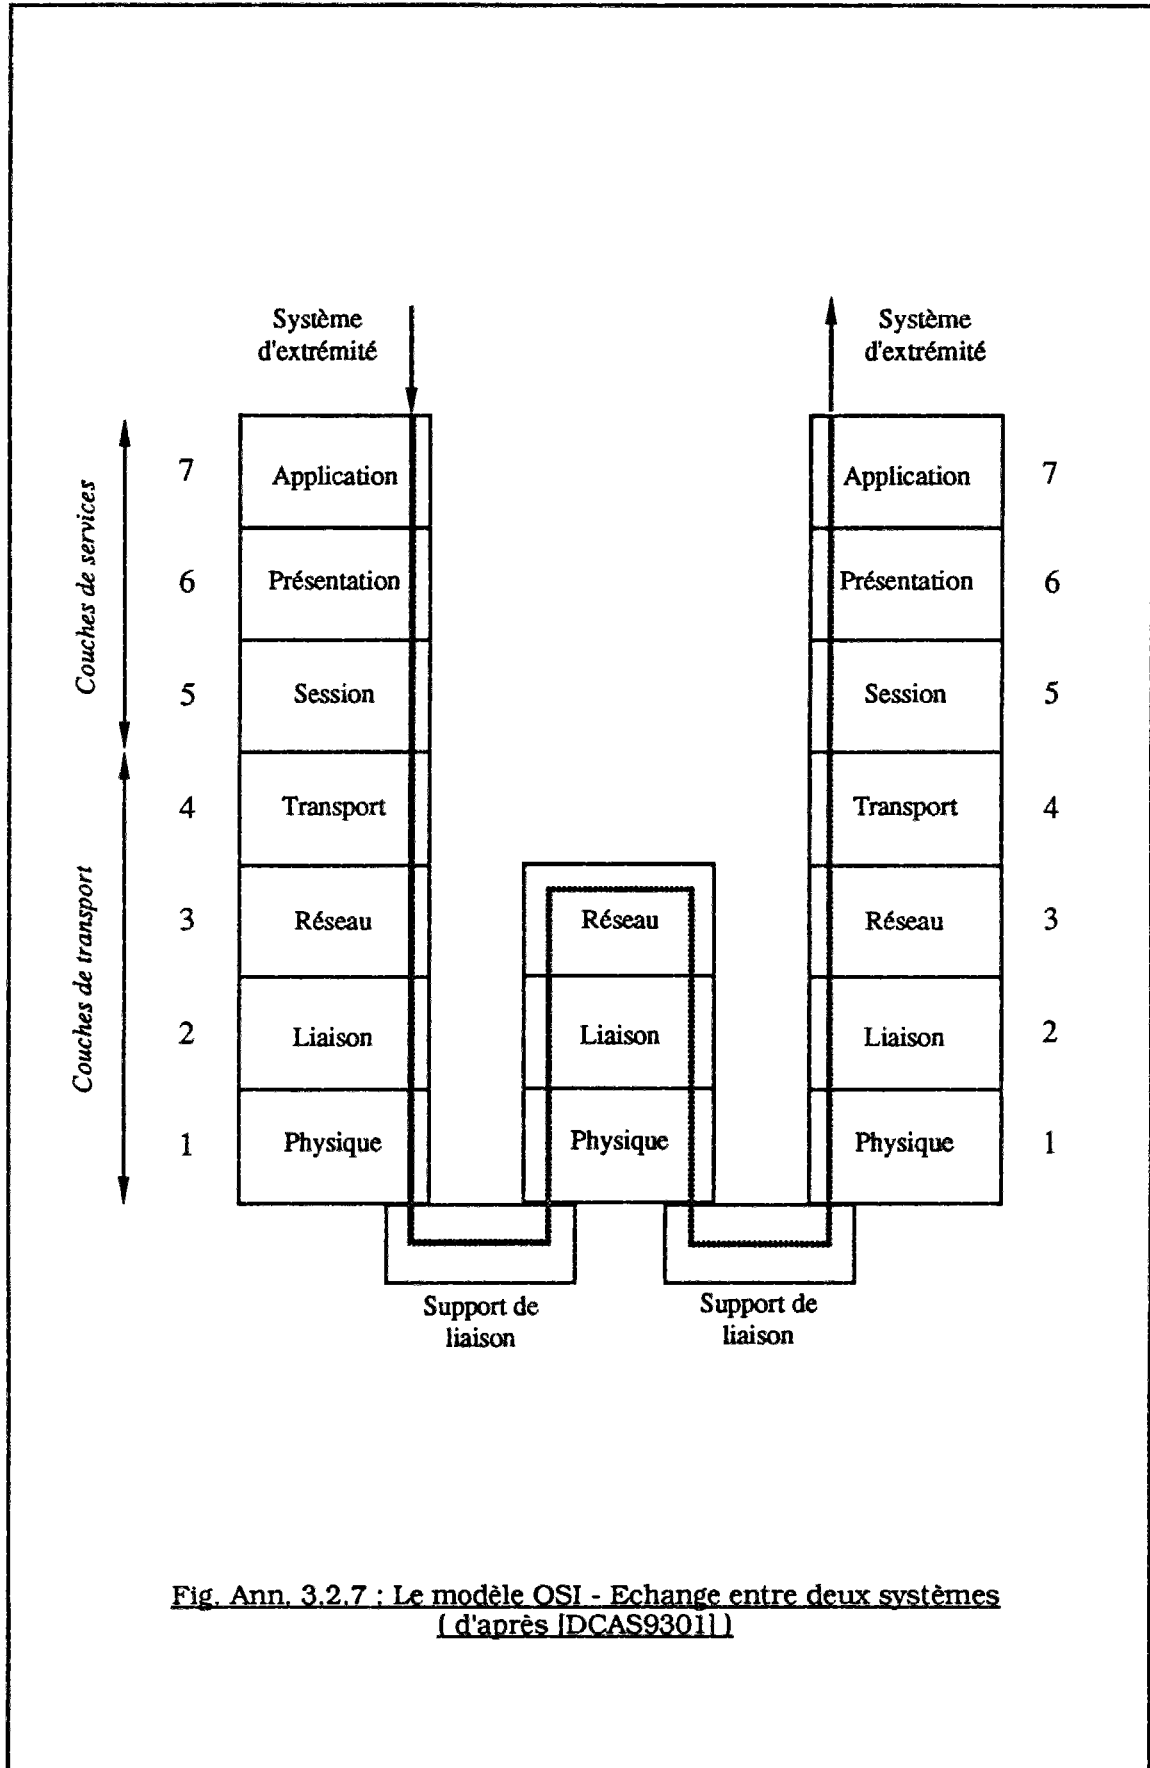 Système
d'extrémité
Système
d'extrémité
Couches de services
Couches de transport
7
Application
Application
7
6
Présentation
Présentation
6
5
Session
Session
5
4
Transport
Transport
4
3
Réseau
Réseau
Réseau
3
2
Liaison
Liaison
Liaison
2
1
Physique
Physique
Physique
1
Support de
liaison
Support de
liaison
Fig. Ann. 3.2.7 : Le modèle OSI - Echange entre deux systèmes
( d'après [DCAS9301] )